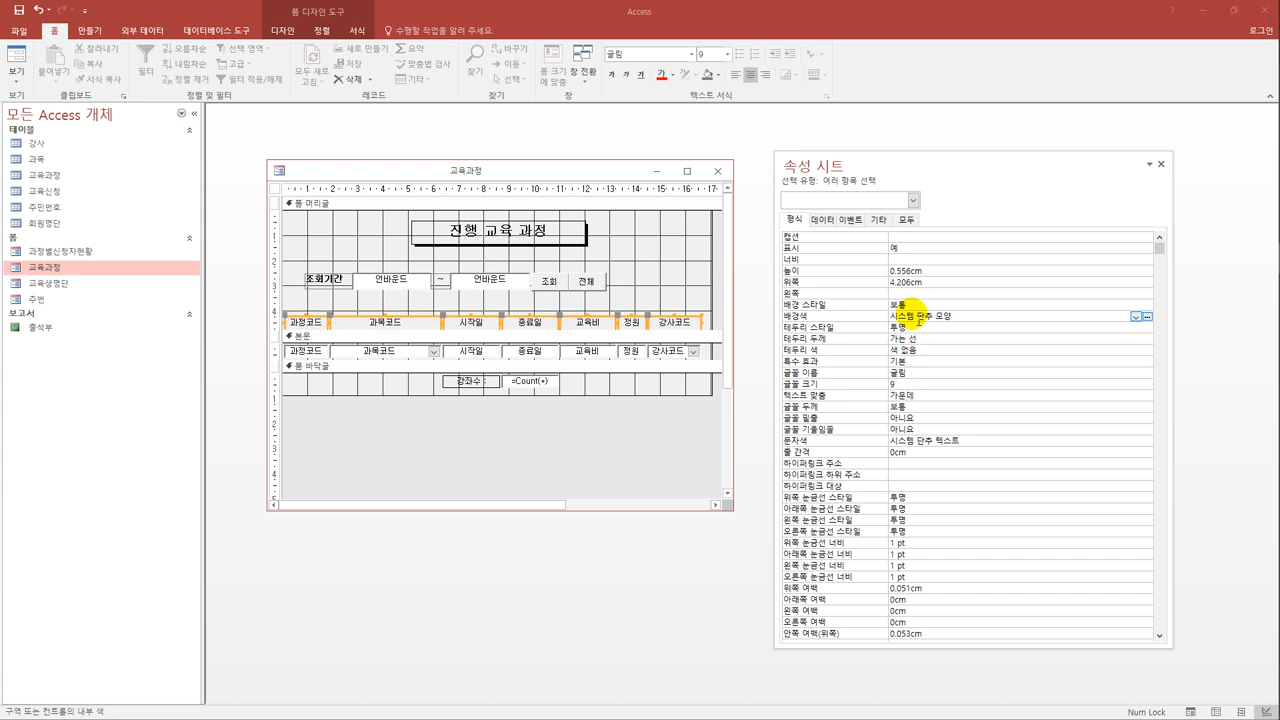 폼 디자인 도구
Access
파일 홈 만들기 외부 데이터 데이터베이스 도구 디자인 정렬 서식 수행할 작업을 알려 주세요.
로그인
보기
붙여넣기
잘라내기
복사
서식 복사
필터
오름차순
내림차순
정렬 제거
선택 영역
고급
필터 적용/해제
모두 새로
고침
새로 만들기
저장
삭제
요약
맞춤법 검사
기타
찾기
바꾸기
이동
선택
폼 크기
에 맞춤
창 전환
굴림
9
가 가 가
보기 클립보드 정렬 및 필터 레코드 찾기 창 텍스트 서식
모든 Access 개체
테이블
강사
과목
교육과정
교육신청
주민번호
회원명단
폼
과정별신청자현황
교육과정
교육생명단
주번
보고서
출석부
교육과정
1 2 3 4 5 6 7 8 9 10 11 12 13 14 15 16 17
폼 머리글
진행 교육 과정
조회기간 언바운드 ~ 언바운드 조회 전체
과정코드 과목코드 시작일 종료일 교육비 정원 강사코드
본문
과정코드 과목코드 시작일 종료일 교육비 정원 강사코드
폼 바닥글
강좌수 : =Count(*)
속성 시트
선택 유형: 여러 항목 선택
형식 데이터 이벤트 기타 모두
캡션
표시 예
너비
높이 0.556cm
위쪽 4.206cm
왼쪽
배경 스타일 보통
배경색 시스템 단추 모양
테두리 스타일 투명
테두리 두께 가는 선
테두리 색 색 없음
특수 효과 기본
글꼴 이름 굴림
글꼴 크기 9
텍스트 맞춤 가운데
글꼴 두께 보통
글꼴 밑줄 아니요
글꼴 기울임꼴 아니요
문자색 시스템 단추 텍스트
줄 간격 0cm
하이퍼링크 주소
하이퍼링크 하위 주소
하이퍼링크 대상
위쪽 눈금선 스타일 투명
아래쪽 눈금선 스타일 투명
왼쪽 눈금선 스타일 투명
오른쪽 눈금선 스타일 투명
위쪽 눈금선 너비 1 pt
아래쪽 눈금선 너비 1 pt
왼쪽 눈금선 너비 1 pt
오른쪽 눈금선 너비 1 pt
위쪽 여백 0.051cm
아래쪽 여백 0cm
왼쪽 여백 0cm
오른쪽 여백 0cm
안쪽 여백(위쪽) 0.053cm
구역 또는 컨트롤의 내부 색
Num Lock